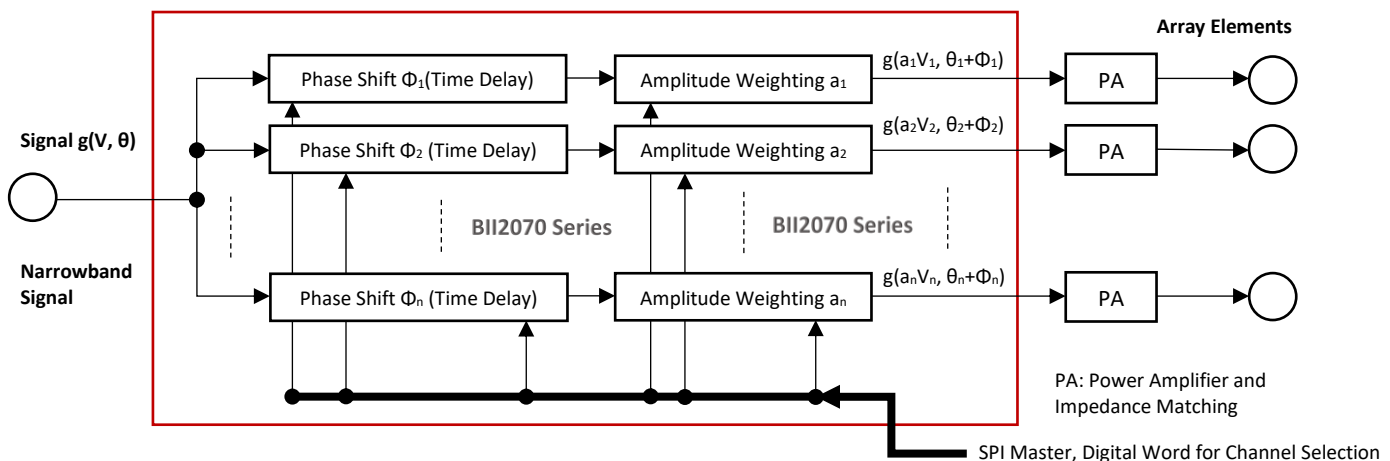 Array Elements
g(a₁V₁, θ₁+Φ₁)
Phase Shift Φ₁(Time Delay)
Amplitude Weighting a₁
PA
Signal g(V, θ)
g(a₂V₂, θ₂+Φ₂)
Phase Shift Φ₂ (Time Delay)
Amplitude Weighting a₂
PA
BII2070 Series
BII2070 Series
Narrowband
Signal
g(aₙVₙ, θₙ+Φₙ)
Phase Shift Φₙ (Time Delay)
Amplitude Weighting aₙ
PA
PA: Power Amplifier and
Impedance Matching
SPI Master, Digital Word for Channel Selection